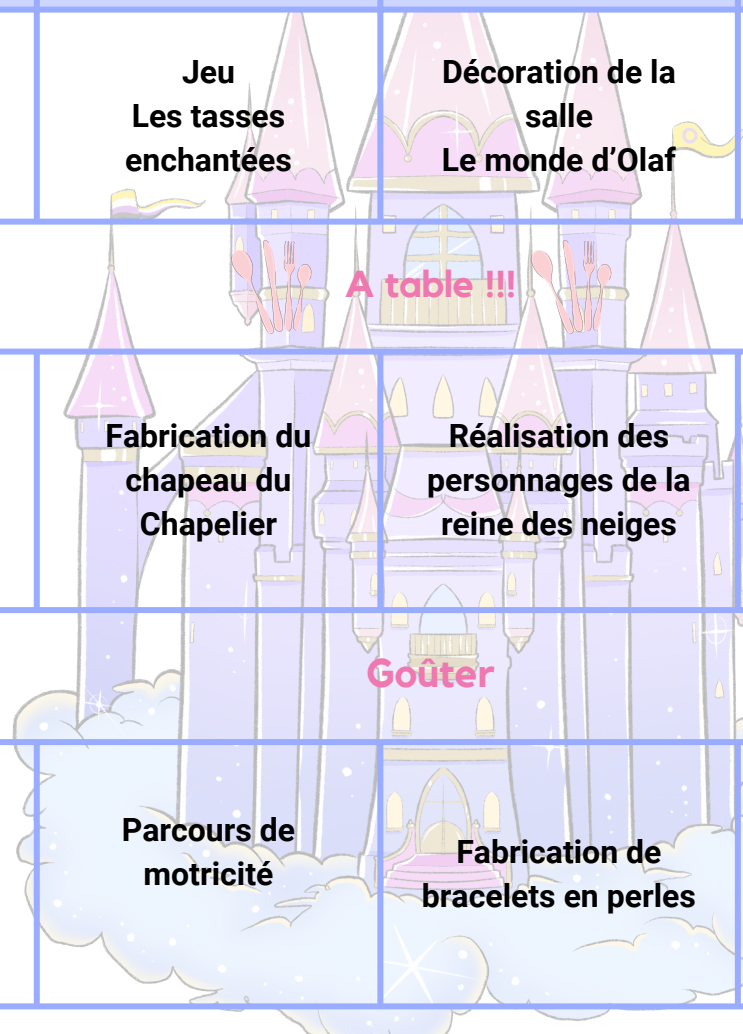 Jeu
Les tasses
enchantées
Décoration de la
salle
Le monde d'Olaf
A table !!!
Fabrication du
chapeau du
Chapelier
Réalisation des
personnages de la
reine des neiges
Goûter
Parcours de
motricité
Fabrication de
bracelets en perles